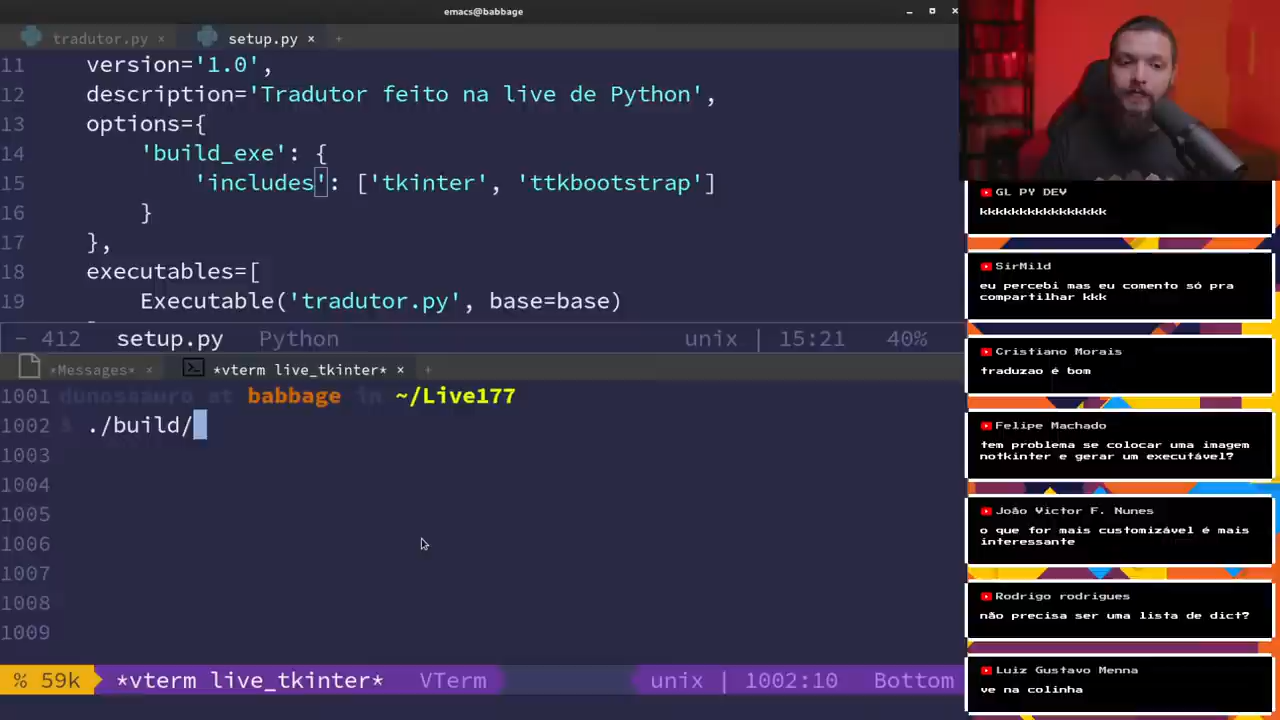 emacs@babbage
tradutor.py × setup.py × +
11 version='1.0',
12 description='Tradutor feito na live de Python',
13 options={
14 'build_exe': {
15 'includes': ['tkinter', 'ttkbootstrap']
16 }
17 },
18 executables=[
19 Executable('tradutor.py', base=base)
- 412 setup.py Python unix | 15:21 40%
*Messages* × *vterm live_tkinter* × +
1001 dunossauro at babbage in ~/Live177
1002 ./build/
1003
1004
1005
1006
1007
1008
1009
% 59k *vterm live_tkinter* VTerm unix | 1002:10 Bottom
GL PY DEV
kkkkkkkkkkkkkkkkk
SirMild
eu percebi mas eu comento só pra
compartilhar kkk
Cristiano Morais
traduzao é bom
Felipe Machado
tem problema se colocar uma imagem
notkinter e gerar um executável?
João Victor F. Nunes
o que for mais customizável é mais
interessante
Rodrigo rodrigues
não precisa ser uma lista de dict?
Luiz Gustavo Menna
ve na colinha